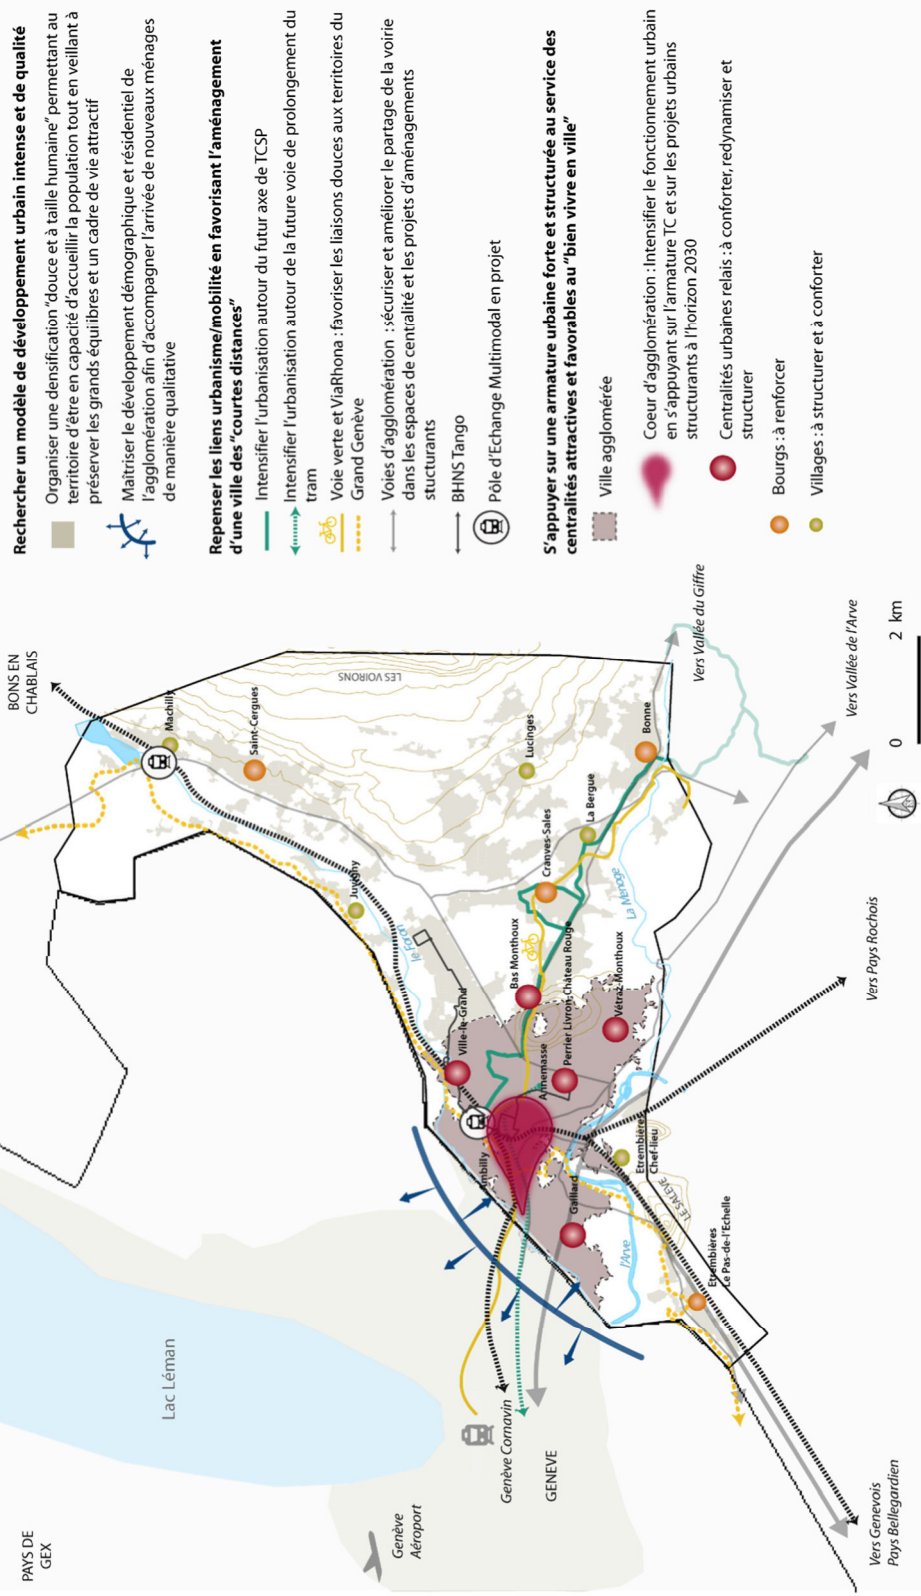 PAYS DE
GEX
Lac Léman
Genève
Aéroport
Genève Cornavin
GENEVE
Vers Genevois
Pays Bellegardien
BONS EN
CHABLAIS
Machilly
Saint-Cergues
LES VOIRONS
Juvigny
le Foron
Lucinges
Ville-le-Grand
Bas Monthoux
Cranves-Sales
La Bergue
Bonne
La Menoge
Ambilly
Annemasse
Perrier Livron Château Rouge
Vétraz-Monthoux
Gaillard
l'Arve
Etrembières
Chef-lieu
LE SALEVE
Etrembières
Le Pas-de-l'Echelle
Vers Vallée du Giffre
Vers Vallée de l'Arve
Vers Pays Rochois
0
2 km
Rechercher un modèle de développement urbain intense et de qualité
Organiser une densification "douce et à taille humaine" permettant au
territoire d'être en capacité d'accueillir la population tout en veillant à
préserver les grands équilibres et un cadre de vie attractif
Maîtriser le développement démographique et résidentiel de
l'agglomération afin d'accompagner l'arrivée de nouveaux ménages
de manière qualitative
Repenser les liens urbanisme/mobilité en favorisant l'aménagement
d'une ville des "courtes distances"
Intensifier l'urbanisation autour du futur axe de TCSP
Intensifier l'urbanisation autour de la future voie de prolongement du
tram
Voie verte et ViaRhona : favoriser les liaisons douces aux territoires du
Grand Genève
Voies d'agglomération : sécuriser et améliorer le partage de la voirie
dans les espaces de centralité et les projets d'aménagements
stucturants
BHNS Tango
Pôle d'Echange Multimodal en projet
S'appuyer sur une armature urbaine forte et structurée au service des
centralités attractives et favorables au "bien vivre en ville"
Ville agglomérée
Coeur d'agglomération : Intensifier le fonctionnement urbain
en s'appuyant sur l'armature TC et sur les projets urbains
structurants à l'horizon 2030
Centralités urbaines relais : à conforter, redynamiser et
structurer
Bourgs : à renforcer
Villages : à structurer et à conforter